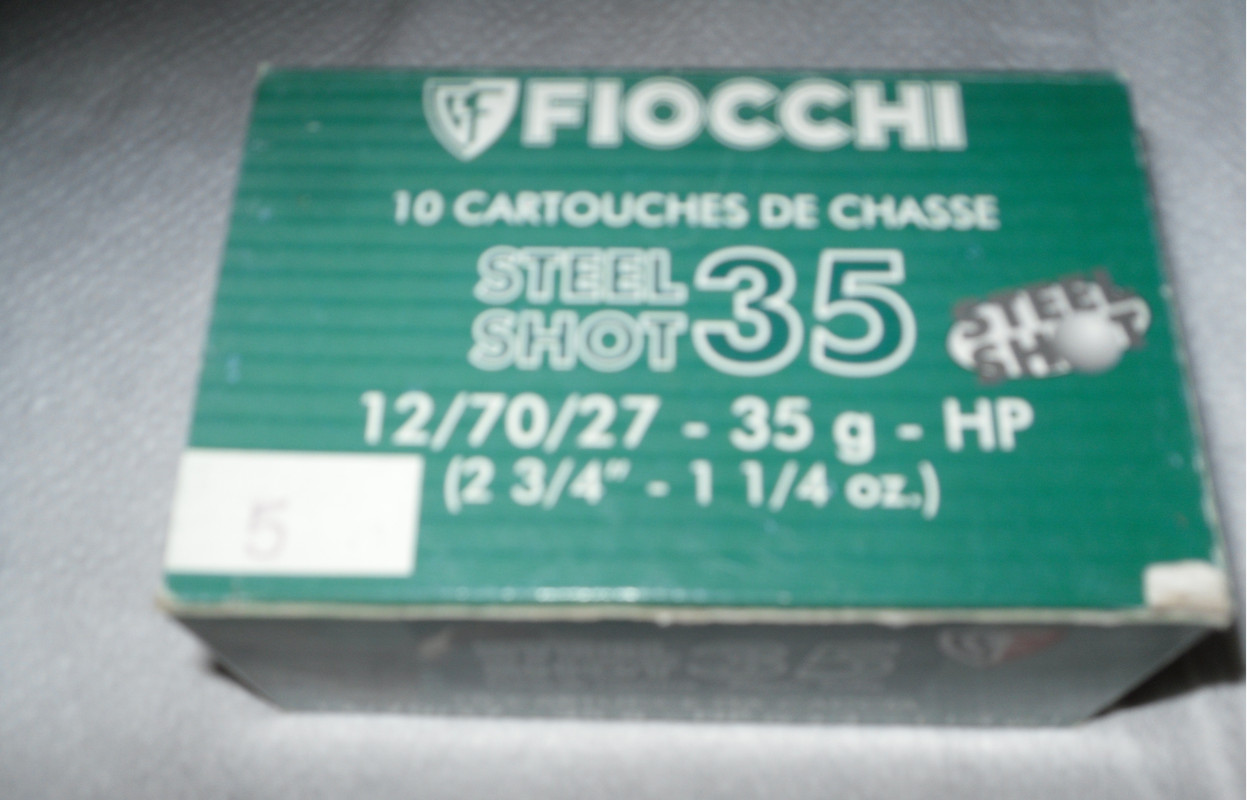 FIOCCHI
10 CARTOUCHES DE CHASSE
STEEL
SHOT 35
STEEL
SHOT
12/70/27 - 35 g - HP
(2 3/4" - 1 1/4 oz.)
5